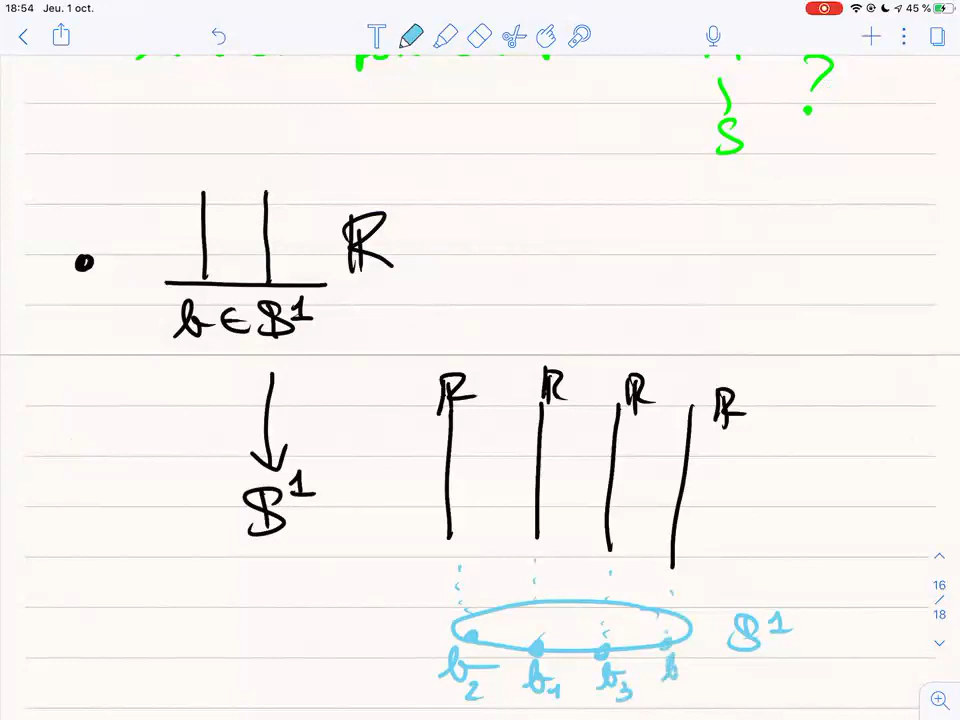 18:54 Jeu. 1 oct.
45 %
?
S
∐ ℝ
b ∈ 𝕊¹
↓
𝕊¹
ℝ ℝ ℝ ℝ
𝕊¹
b₂ b₁ b₃ b
16
/
18